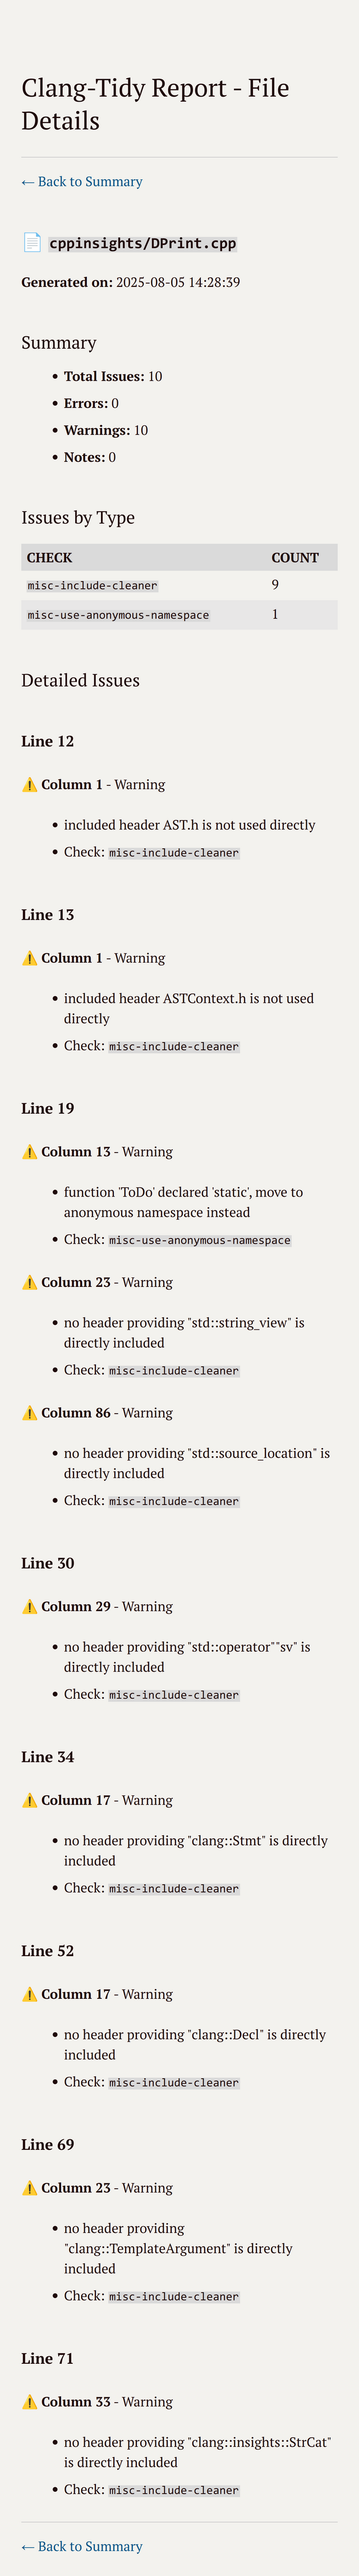 Clang-Tidy Report - File
Details
← Back to Summary
📄 cppinsights/DPrint.cpp
Generated on: 2025-08-05 14:28:39
Summary
• Total Issues: 10
• Errors: 0
• Warnings: 10
• Notes: 0
Issues by Type
CHECK COUNT
misc-include-cleaner 9
misc-use-anonymous-namespace 1
Detailed Issues
Line 12
⚠️ Column 1 - Warning
• included header AST.h is not used directly
• Check: misc-include-cleaner
Line 13
⚠️ Column 1 - Warning
• included header ASTContext.h is not used
directly
• Check: misc-include-cleaner
Line 19
⚠️ Column 13 - Warning
• function 'ToDo' declared 'static', move to
anonymous namespace instead
• Check: misc-use-anonymous-namespace
⚠️ Column 23 - Warning
• no header providing "std::string_view" is
directly included
• Check: misc-include-cleaner
⚠️ Column 86 - Warning
• no header providing "std::source_location" is
directly included
• Check: misc-include-cleaner
Line 30
⚠️ Column 29 - Warning
• no header providing "std::operator""sv" is
directly included
• Check: misc-include-cleaner
Line 34
⚠️ Column 17 - Warning
• no header providing "clang::Stmt" is directly
included
• Check: misc-include-cleaner
Line 52
⚠️ Column 17 - Warning
• no header providing "clang::Decl" is directly
included
• Check: misc-include-cleaner
Line 69
⚠️ Column 23 - Warning
• no header providing
"clang::TemplateArgument" is directly
included
• Check: misc-include-cleaner
Line 71
⚠️ Column 33 - Warning
• no header providing "clang::insights::StrCat"
is directly included
• Check: misc-include-cleaner
← Back to Summary